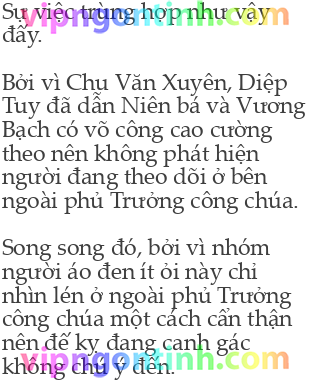 Sự việc trùng hợp như vậy
đấy.
Bởi vì Chu Văn Xuyên, Diệp
Tuy đã dẫn Niên bá và Vương
Bạch có võ công cao cường
theo nên không phát hiện
người đang theo dõi ở bên
ngoài phủ Trưởng công chúa.
Song song đó, bởi vì nhóm
người áo đen ít ỏi này chỉ
nhìn lén ở ngoài phủ Trưởng
công chúa một cách cẩn thận
nên để kỵ đang canh gác
không chú ý đến.
vipngontinh.com
vipngontinh.com